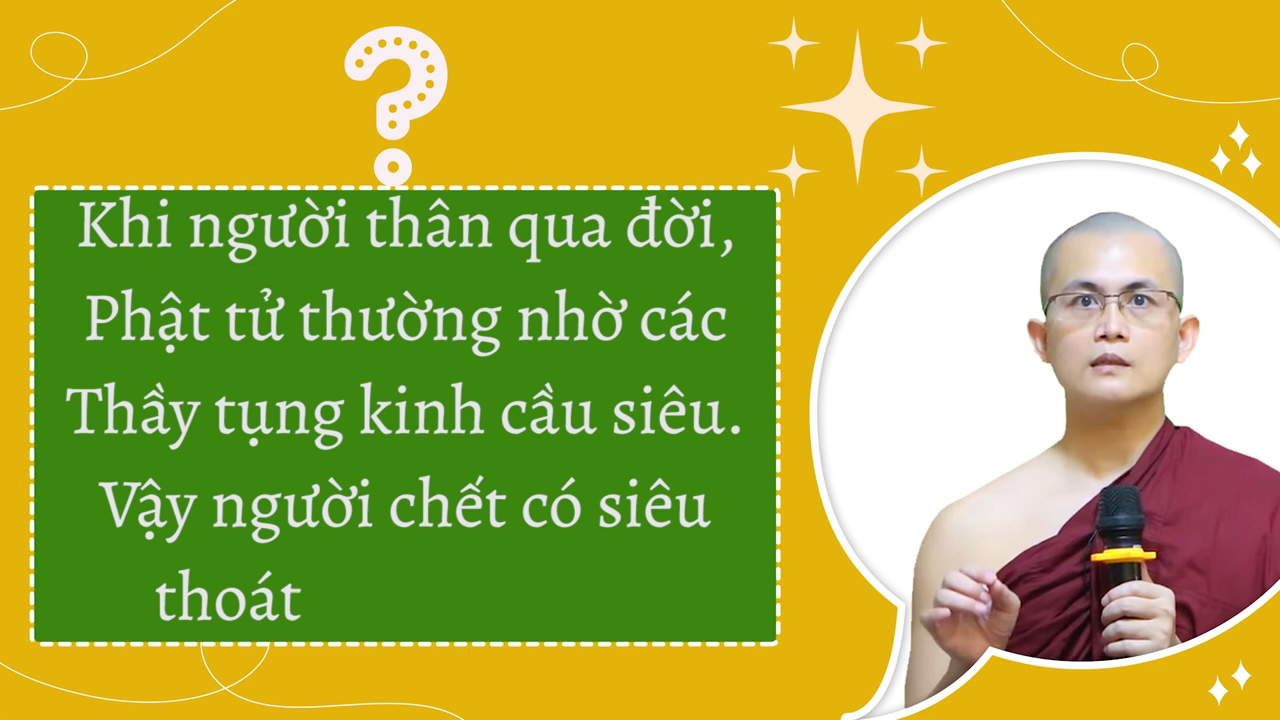 Khi người thân qua đời,
Phật tử thường nhờ các
Thầy tụng kinh cầu siêu.
Vậy người chết có siêu
thoát